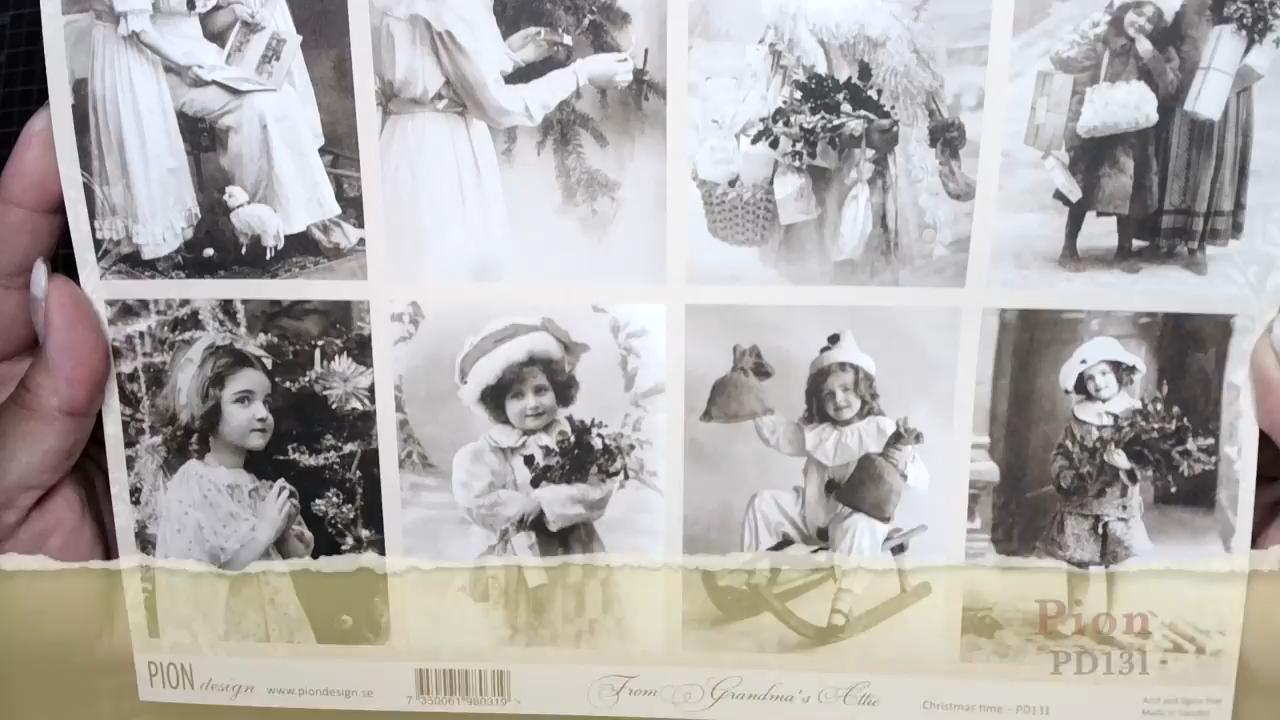 Pion
PD131
PION design www.piondesign.se
7 350061 980319 >
From Grandma's Attic
Christmas time - PD131
Acid and lignin free
Made in Sweden